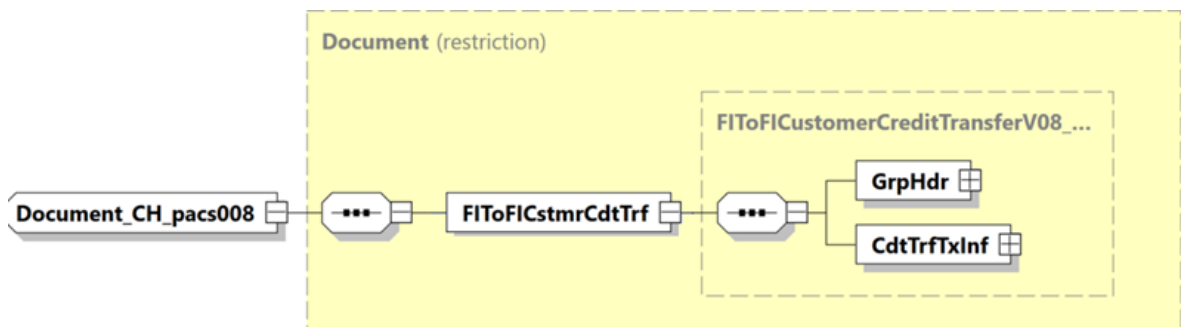 Document (restriction)
FIToFICustomerCreditTransferV08_...
GrpHdr
Document_CH_pacs008
FIToFICstmrCdtTrf
CdtTrfTxInf